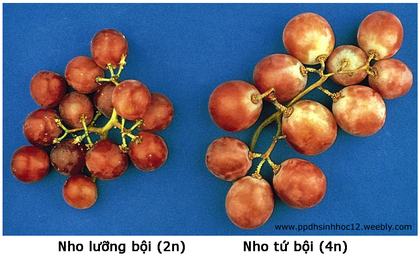 www.ppdhsinhhoc12.weebly.com
Nho lưỡng bội (2n) Nho tứ bội (4n)